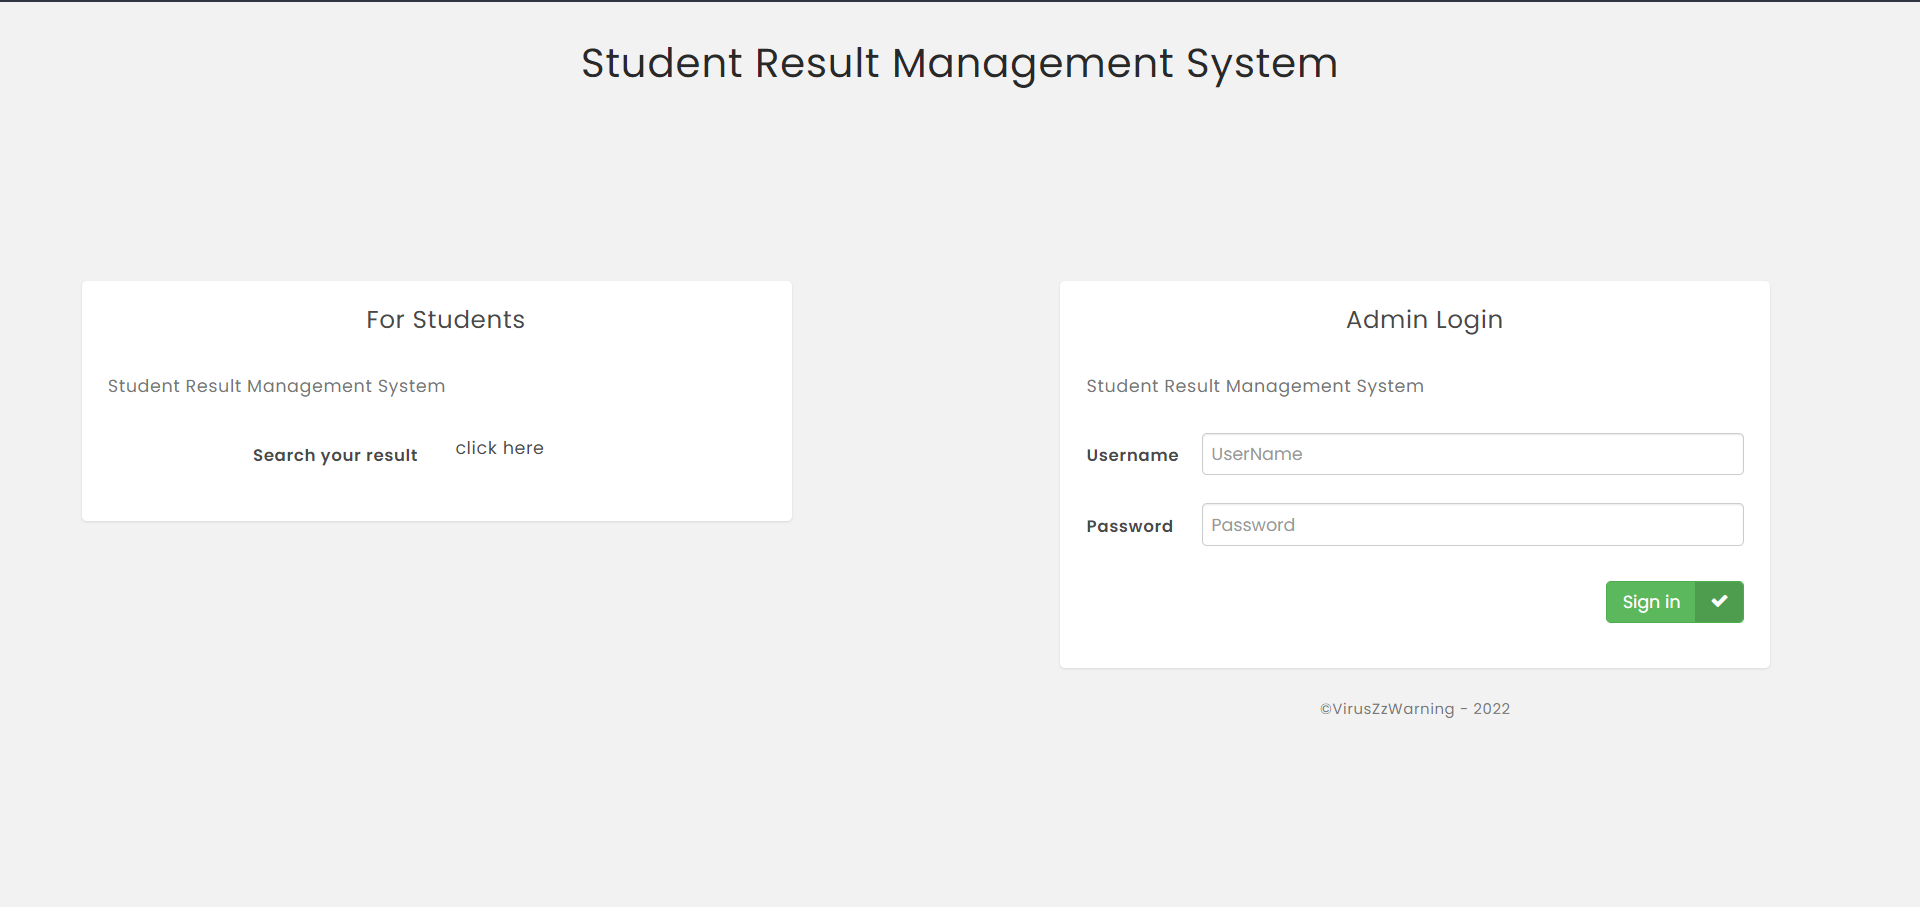 Student Result Management System
For Students
Student Result Management System
Search your result click here
Admin Login
Student Result Management System
Username UserName
Password Password
Sign in
©VirusZzWarning - 2022